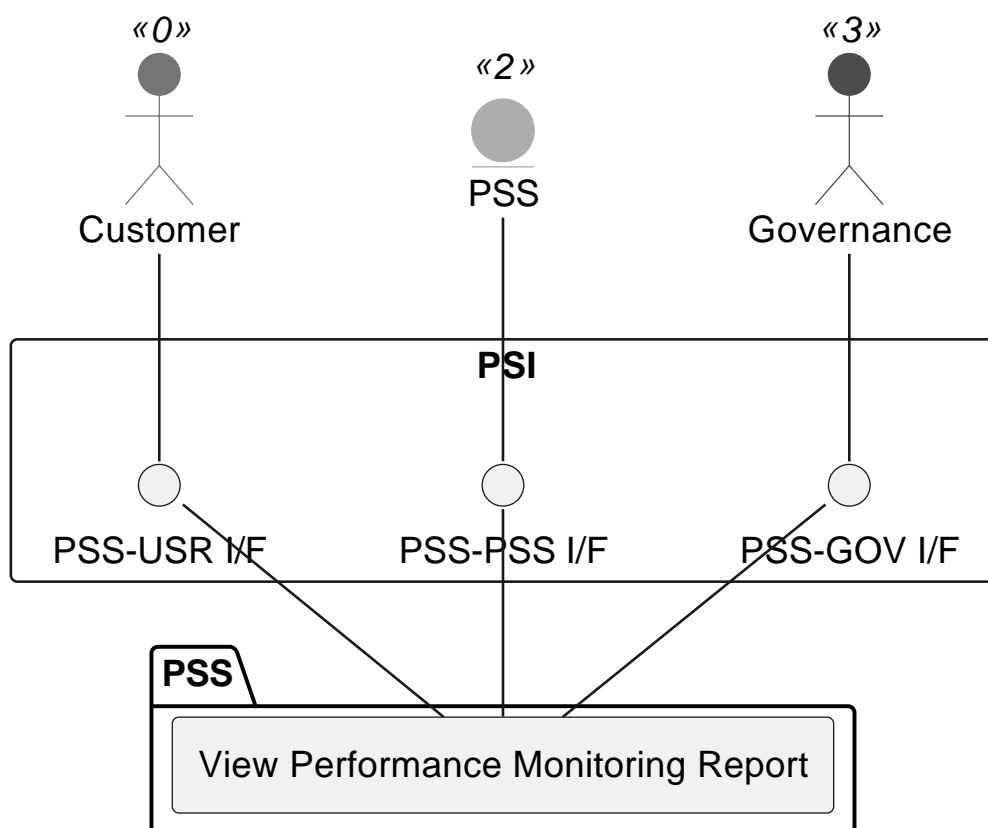 «0»
«2»
«3»
PSS
Customer
Governance
PSI
PSS-USR I/F
PSS-PSS I/F
PSS-GOV I/F
PSS
View Performance Monitoring Report